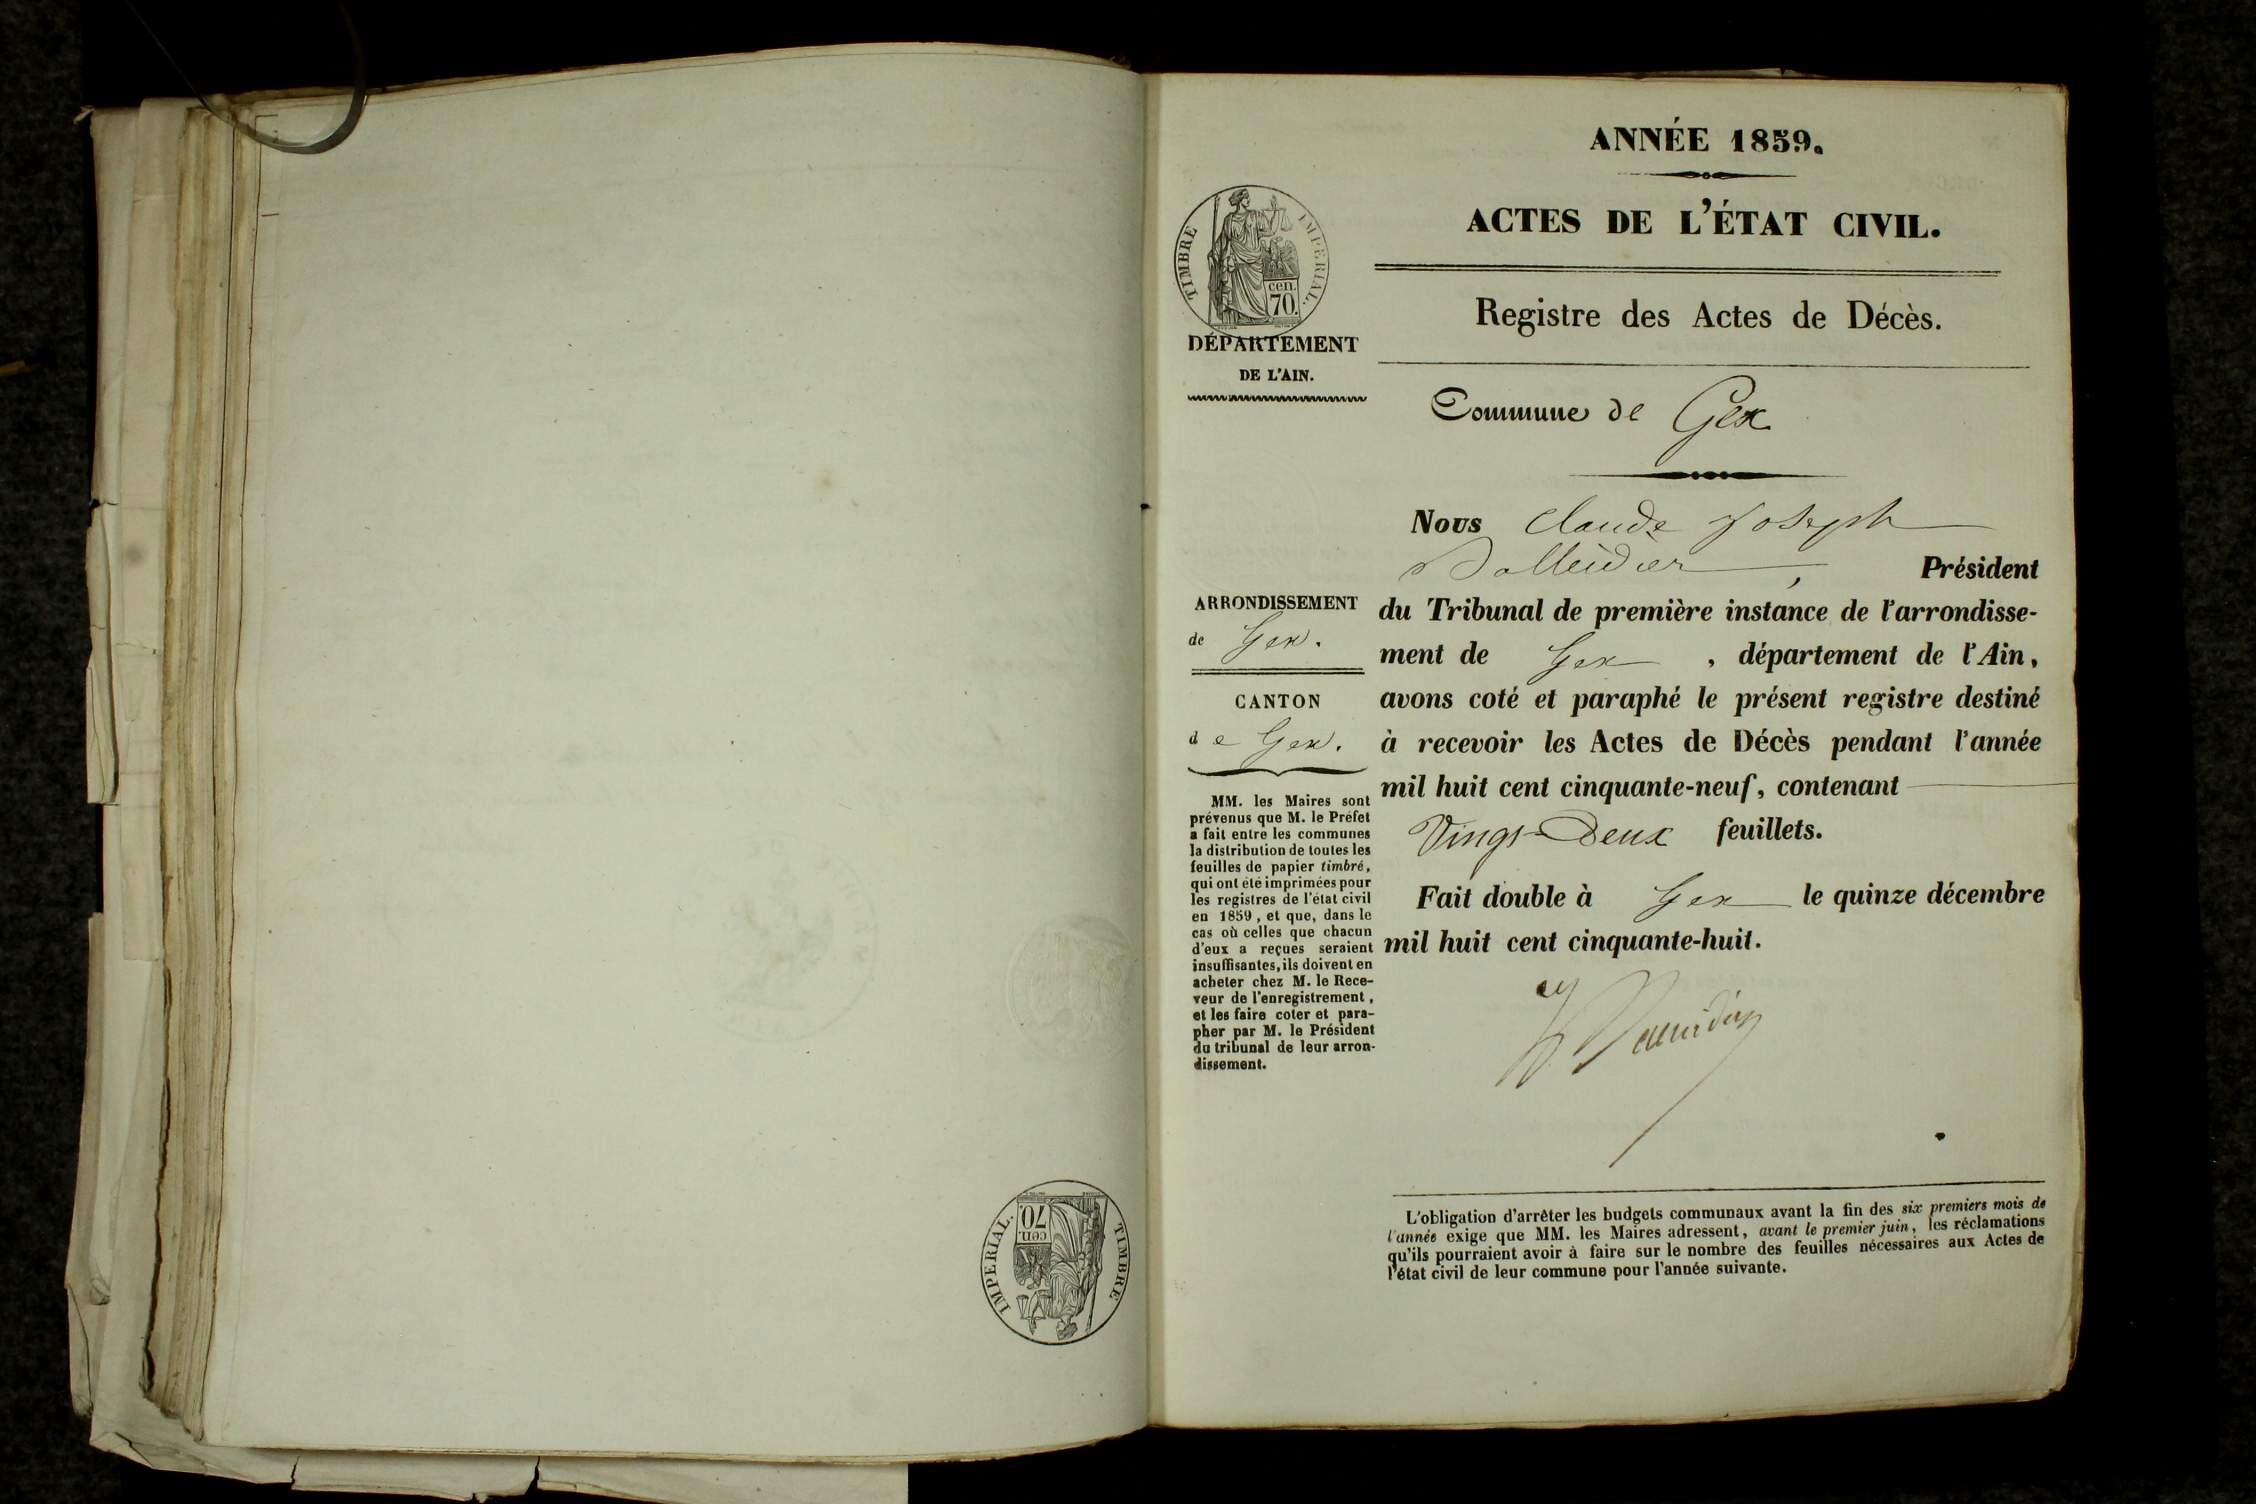 ANNÉE 1859.
ACTES DE L'ÉTAT CIVIL.
Registre des Actes de Décès.
TIMBRE IMPÉRIAL.
cen.
70.
DÉPARTEMENT
DE L'AIN.
Commune de Gex
ARRONDISSEMENT
de Gex.
CANTON
de Gex.
MM. les Maires sont
prévenus que M. le Préfet
a fait entre les communes
la distribution de toutes les
feuilles de papier timbré,
qui ont été imprimées pour
les registres de l'état civil
en 1859, et que, dans le
cas où celles que chacun
d'eux a reçues seraient
insuffisantes, ils doivent en
acheter chez M. le Rece-
veur de l'enregistrement,
et les faire coter et para-
pher par M. le Président
du tribunal de leur arron-
dissement.
Nous Claude Joseph
Balleidier, Président
du Tribunal de première instance de l'arrondisse-
ment de Gex, département de l'Ain,
avons coté et paraphé le présent registre destiné
à recevoir les Actes de Décès pendant l'année
mil huit cent cinquante-neuf, contenant
Vingt-Deux feuillets.
Fait double à Gex le quinze décembre
mil huit cent cinquante-huit.
L'obligation d'arrêter les budgets communaux avant la fin des six premiers mois de
l'année exige que MM. les Maires adressent, avant le premier juin, les réclamations
qu'ils pourraient avoir à faire sur le nombre des feuilles nécessaires aux Actes de
l'état civil de leur commune pour l'année suivante.
TIMBRE IMPÉRIAL.
cen.
70.